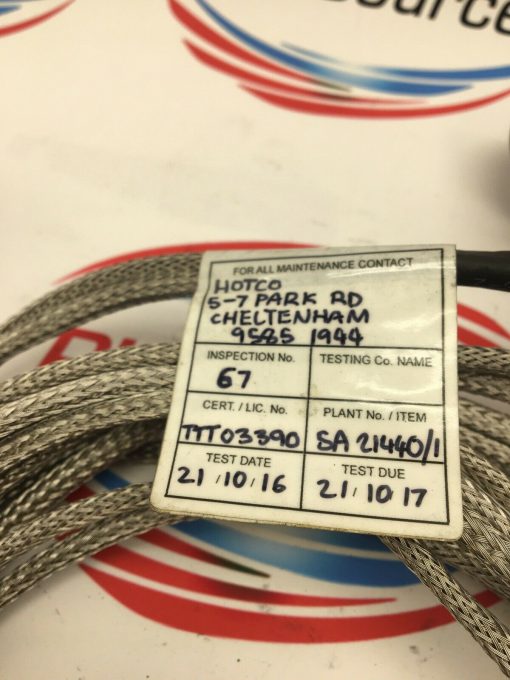 ource
FOR ALL MAINTENANCE CONTACT
HOTCO
5-7 PARK RD
CHELTENHAM
9585 1944
INSPECTION No. TESTING Co. NAME
67
CERT. / LIC. No. PLANT No. / ITEM
TTT03390 SA 21440/1
TEST DATE TEST DUE
21/10/16 21/10/17